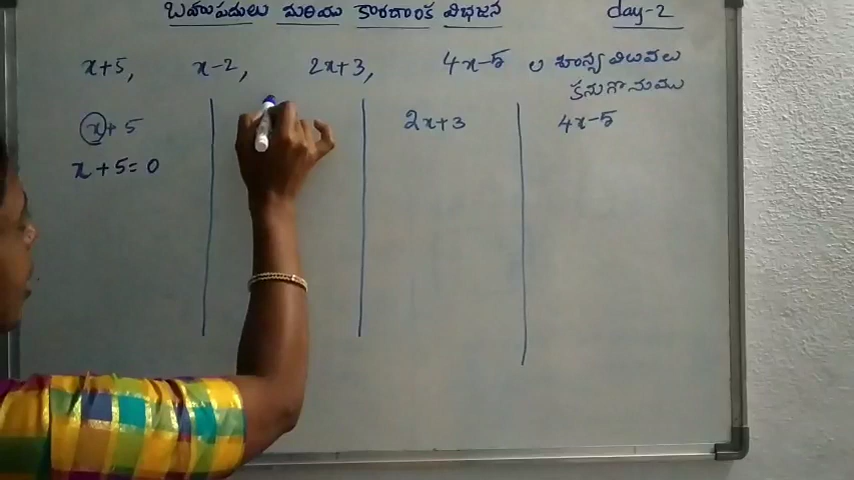 బహుపదులు మరియు కారణాంక విభజన day-2
x+5, x-2, 2x+3, 4x-5 ల శూన్య విలువలు
కనుగొనుము
x+5 2x+3 4x-5
x+5=0